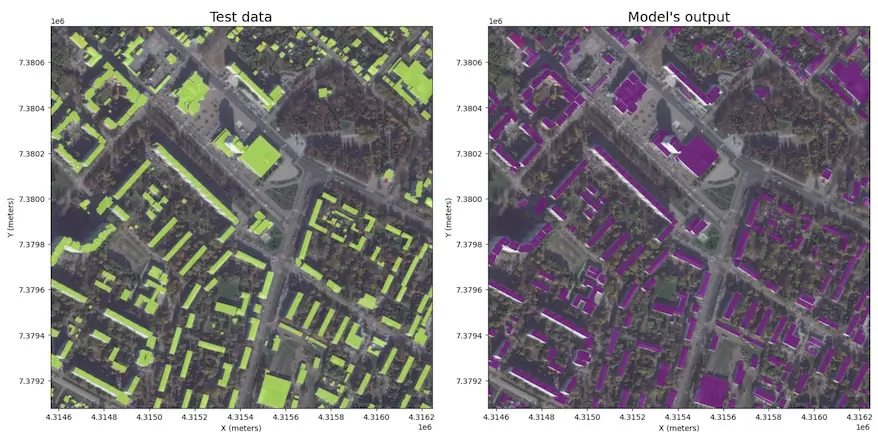 Test data
Model's output
1e6
1e6
7.3806
7.3804
7.3802
7.3800
7.3798
7.3796
7.3794
7.3792
7.3806
7.3804
7.3802
7.3800
7.3798
7.3796
7.3794
7.3792
Y (meters)
Y (meters)
4.3146 4.3148 4.3150 4.3152 4.3154 4.3156 4.3158 4.3160 4.3162
4.3146 4.3148 4.3150 4.3152 4.3154 4.3156 4.3158 4.3160 4.3162
X (meters)
1e6
X (meters)
1e6